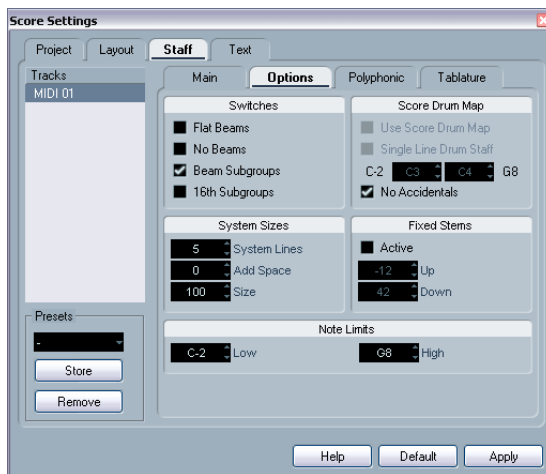 Score Settings
Project Layout Staff Text
Tracks
MIDI 01
Main Options Polyphonic Tablature
Switches
Flat Beams
No Beams
Beam Subgroups
16th Subgroups
Score Drum Map
Use Score Drum Map
Single Line Drum Staff
C-2 C3 C4 G8
No Accidentals
System Sizes
5 System Lines
0 Add Space
100 Size
Fixed Stems
Active
-12 Up
42 Down
Presets
-
Store
Remove
Note Limits
C-2 Low G8 High
Help Default Apply